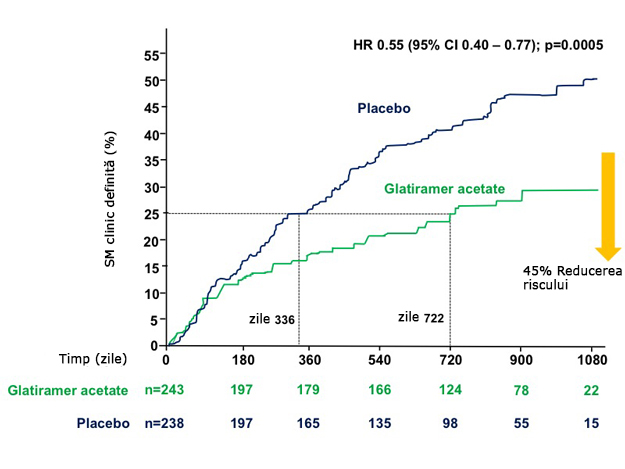 HR 0.55 (95% CI 0.40 – 0.77); p=0.0005
SM clinic definită (%)
55
50
45
40
35
30
25
20
15
10
5
0
Placebo
Glatiramer acetate
45% Reducerea
riscului
zile 336
zile 722
Timp (zile) 0 180 360 540 720 900 1080
Glatiramer acetate n=243 197 179 166 124 78 22
Placebo n=238 197 165 135 98 55 15